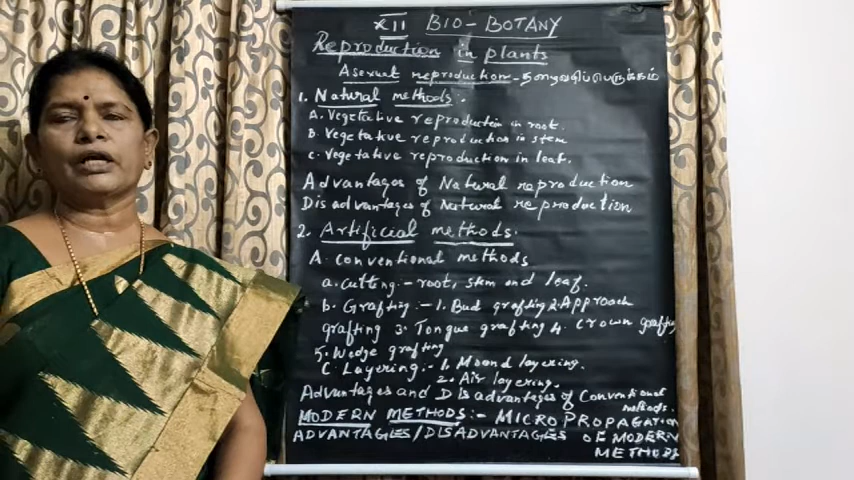 XII BIO-BOTANY
Reproduction in plants
Asexual reproduction -
1. Natural methods.
A. Vegetative reproduction in root.
B. Vegetative reproduction in stem
C. Vegetative reproduction in leaf.
Advantages of Natural reproduction
Disadvantages of Natural reproduction
2. Artificial methods.
A. Conventional methods
a. Cutting:- root, stem and leaf.
b. Grafting:- 1. Bud grafting 2. Approach
grafting 3. Tongue grafting 4. crown grafting
5. Wedge grafting
C. Layering:- 1. Mound layering.
2. Air layering.
Advantages and Disadvantages of Conventional
methods.
MODERN METHODS:- MICROPROPAGATION
ADVANTAGES/DISADVANTAGES OF MODERN
METHODS